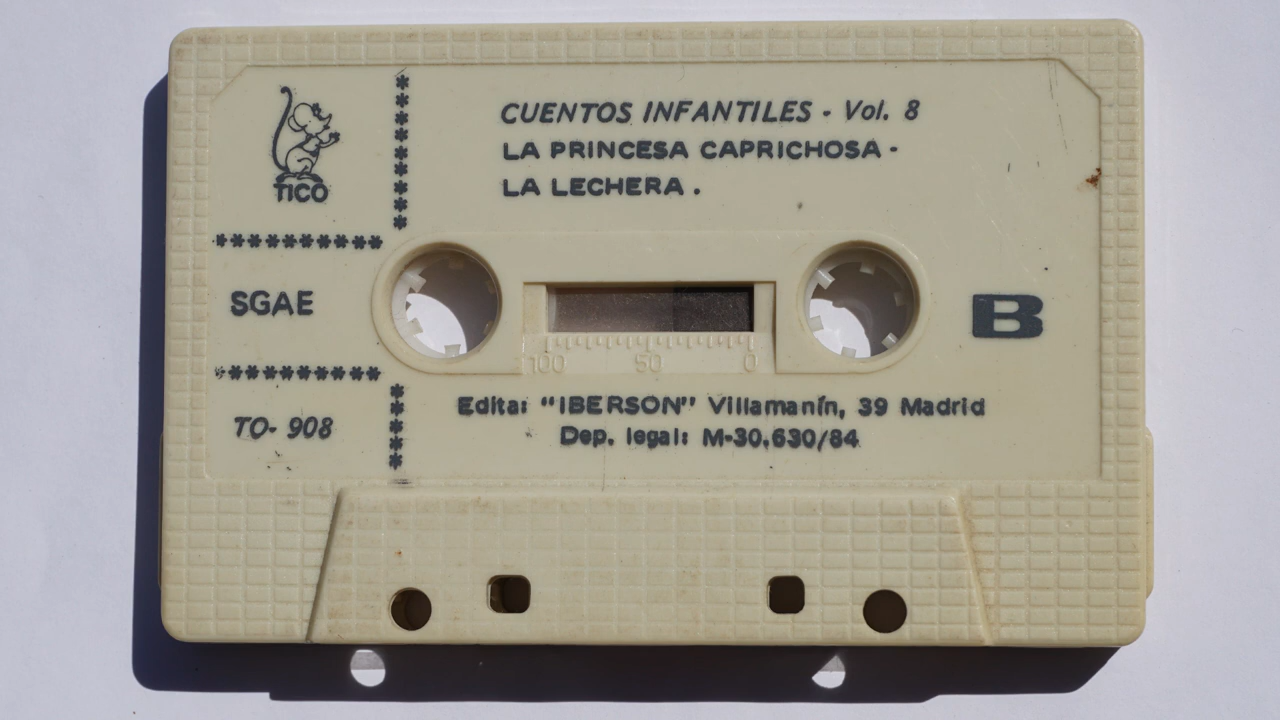 TICO
CUENTOS INFANTILES - Vol. 8
LA PRINCESA CAPRICHOSA -
LA LECHERA .
**********
SGAE
B
100 50 0
*********
TO- 908
Edita: "IBERSON" Villamanín, 39 Madrid
Dep. legal: M-30.630/84